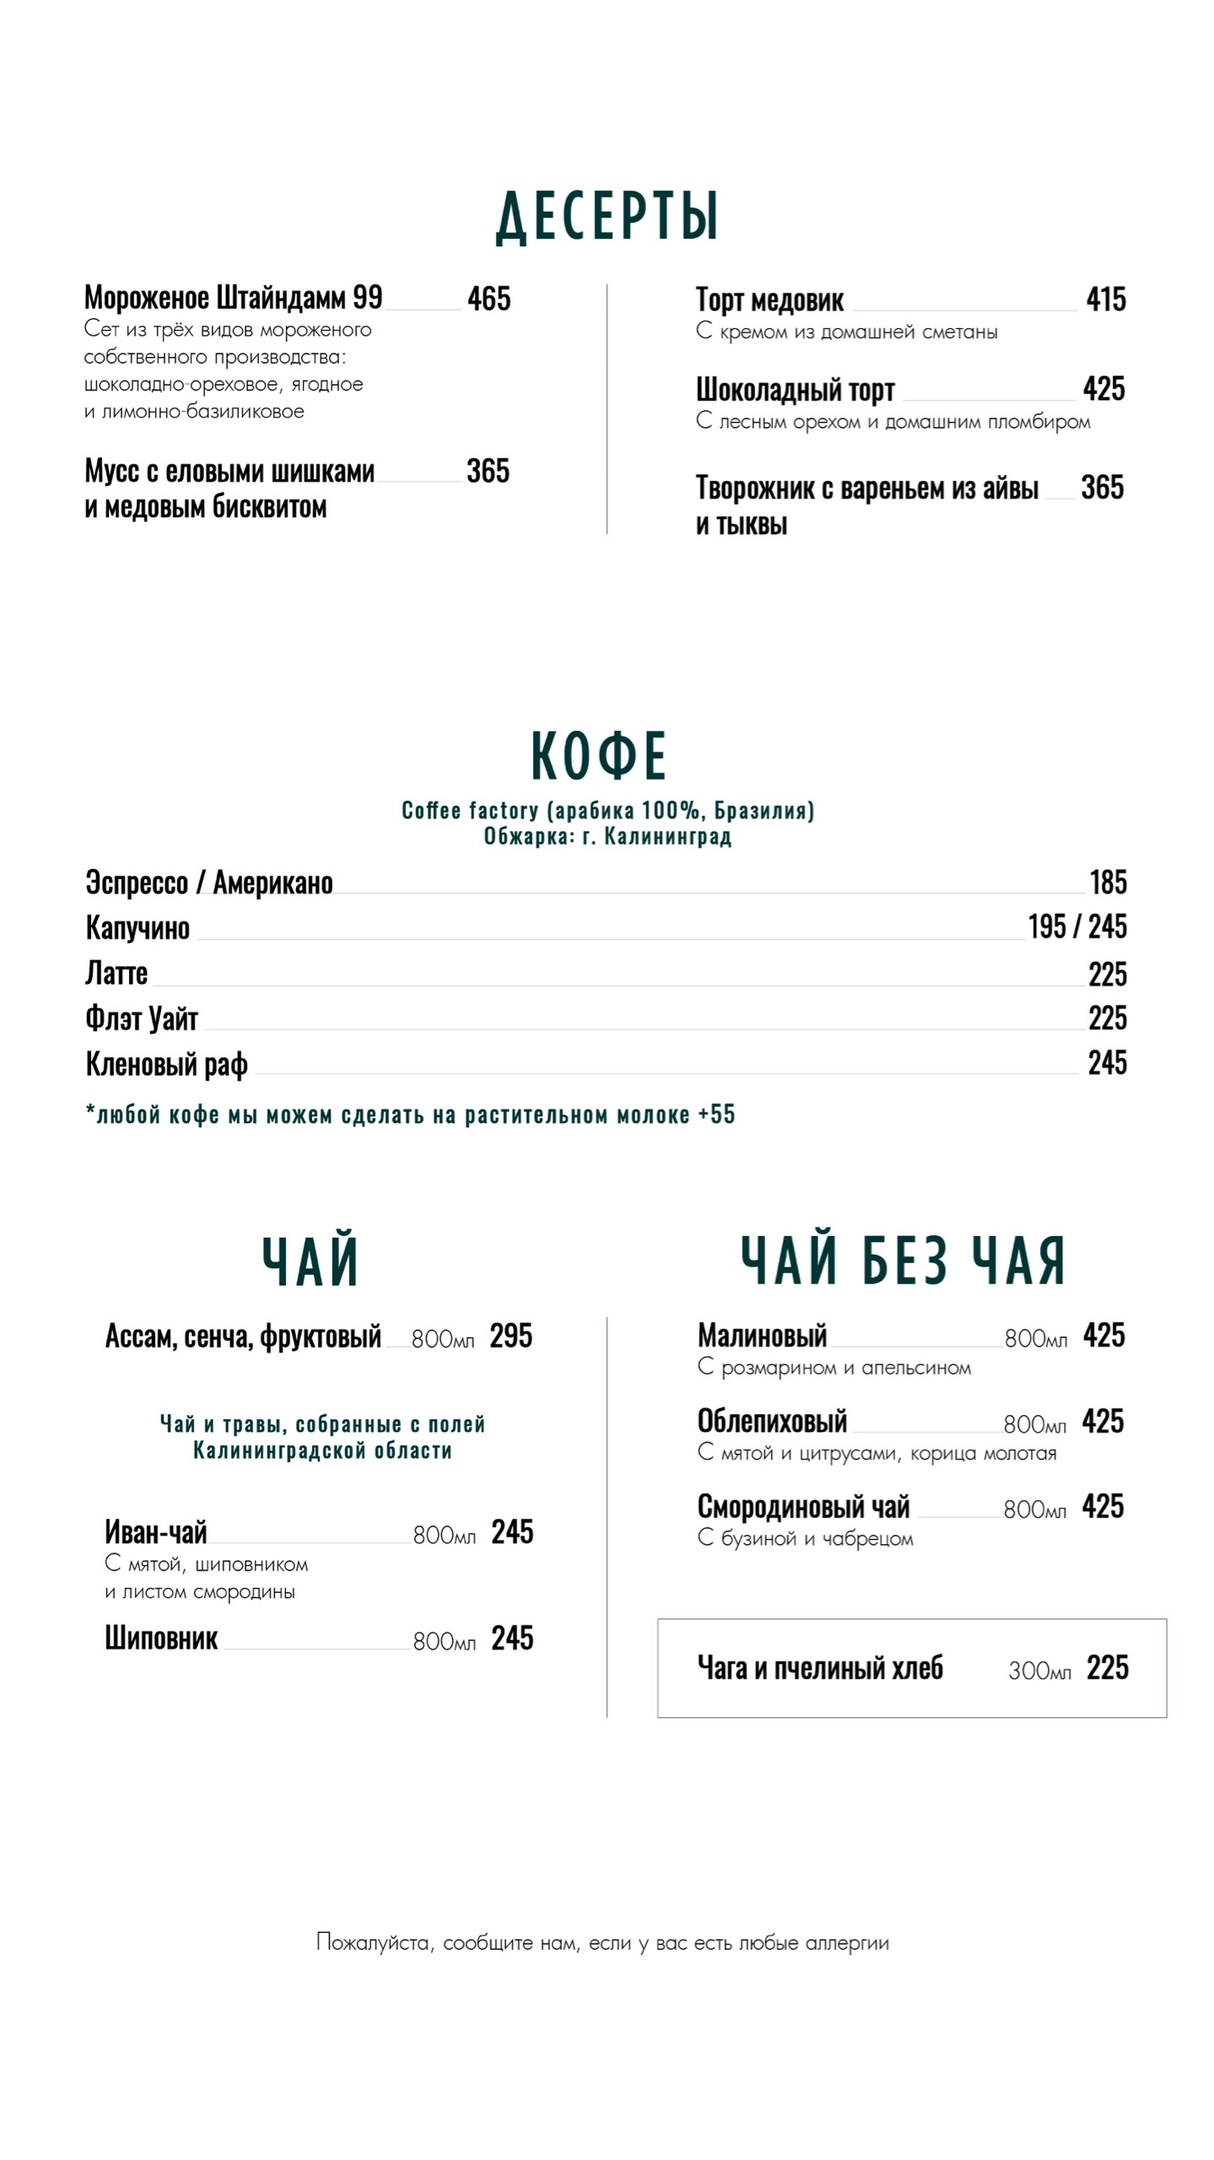 ДЕСЕРТЫ
Мороженое Штайндамм 99 465
Сет из трёх видов мороженого
собственного производства:
шоколадно-ореховое, ягодное
и лимонно-базиликовое
Мусс с еловыми шишками 365
и медовым бисквитом
Торт медовик 415
С кремом из домашней сметаны
Шоколадный торт 425
С лесным орехом и домашним пломбиром
Творожник с вареньем из айвы 365
и тыквы
КОФЕ
Coffee factory (арабика 100%, Бразилия)
Обжарка: г. Калининград
Эспрессо / Американо 185
Капучино 195 / 245
Латте 225
Флэт Уайт 225
Кленовый раф 245
*любой кофе мы можем сделать на растительном молоке +55
ЧАЙ
Ассам, сенча, фруктовый 800мл 295
Чай и травы, собранные с полей
Калининградской области
Иван-чай 800мл 245
С мятой, шиповником
и листом смородины
Шиповник 800мл 245
ЧАЙ БЕЗ ЧАЯ
Малиновый 800мл 425
С розмарином и апельсином
Облепиховый 800мл 425
С мятой и цитрусами, корица молотая
Смородиновый чай 800мл 425
С бузиной и чабрецом
Чага и пчелиный хлеб 300мл 225
Пожалуйста, сообщите нам, если у вас есть любые аллергии